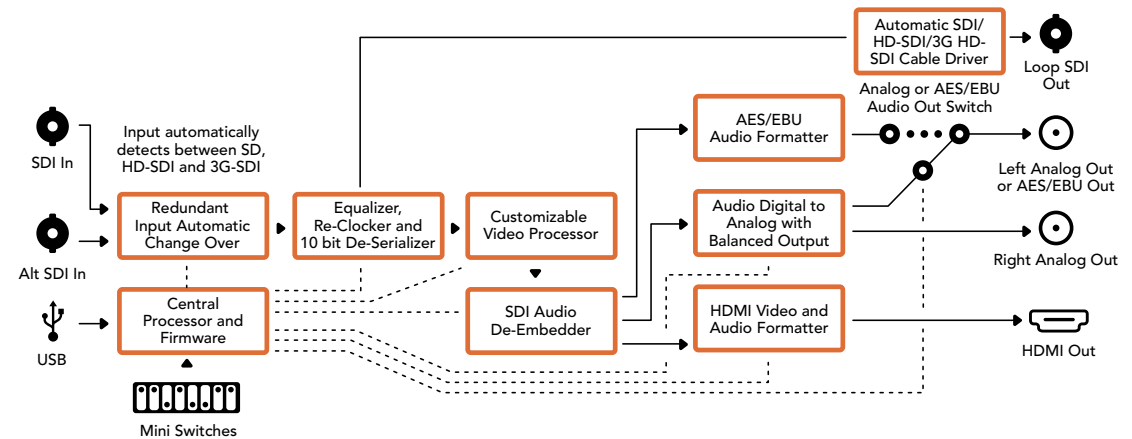 Automatic SDI/
HD-SDI/3G HD-
SDI Cable Driver
Loop SDI
Out
Analog or AES/EBU
Audio Out Switch
AES/EBU
Audio Formatter
Input automatically
detects between SD,
HD-SDI and 3G-SDI
SDI In
Left Analog Out
or AES/EBU Out
Redundant
Input Automatic
Change Over
Equalizer,
Re-Clocker and
10 bit De-Serializer
Customizable
Video Processor
Audio Digital to
Analog with
Balanced Output
Alt SDI In
Right Analog Out
Central
Processor and
Firmware
SDI Audio
De-Embedder
HDMI Video and
Audio Formatter
USB
HDMI Out
Mini Switches